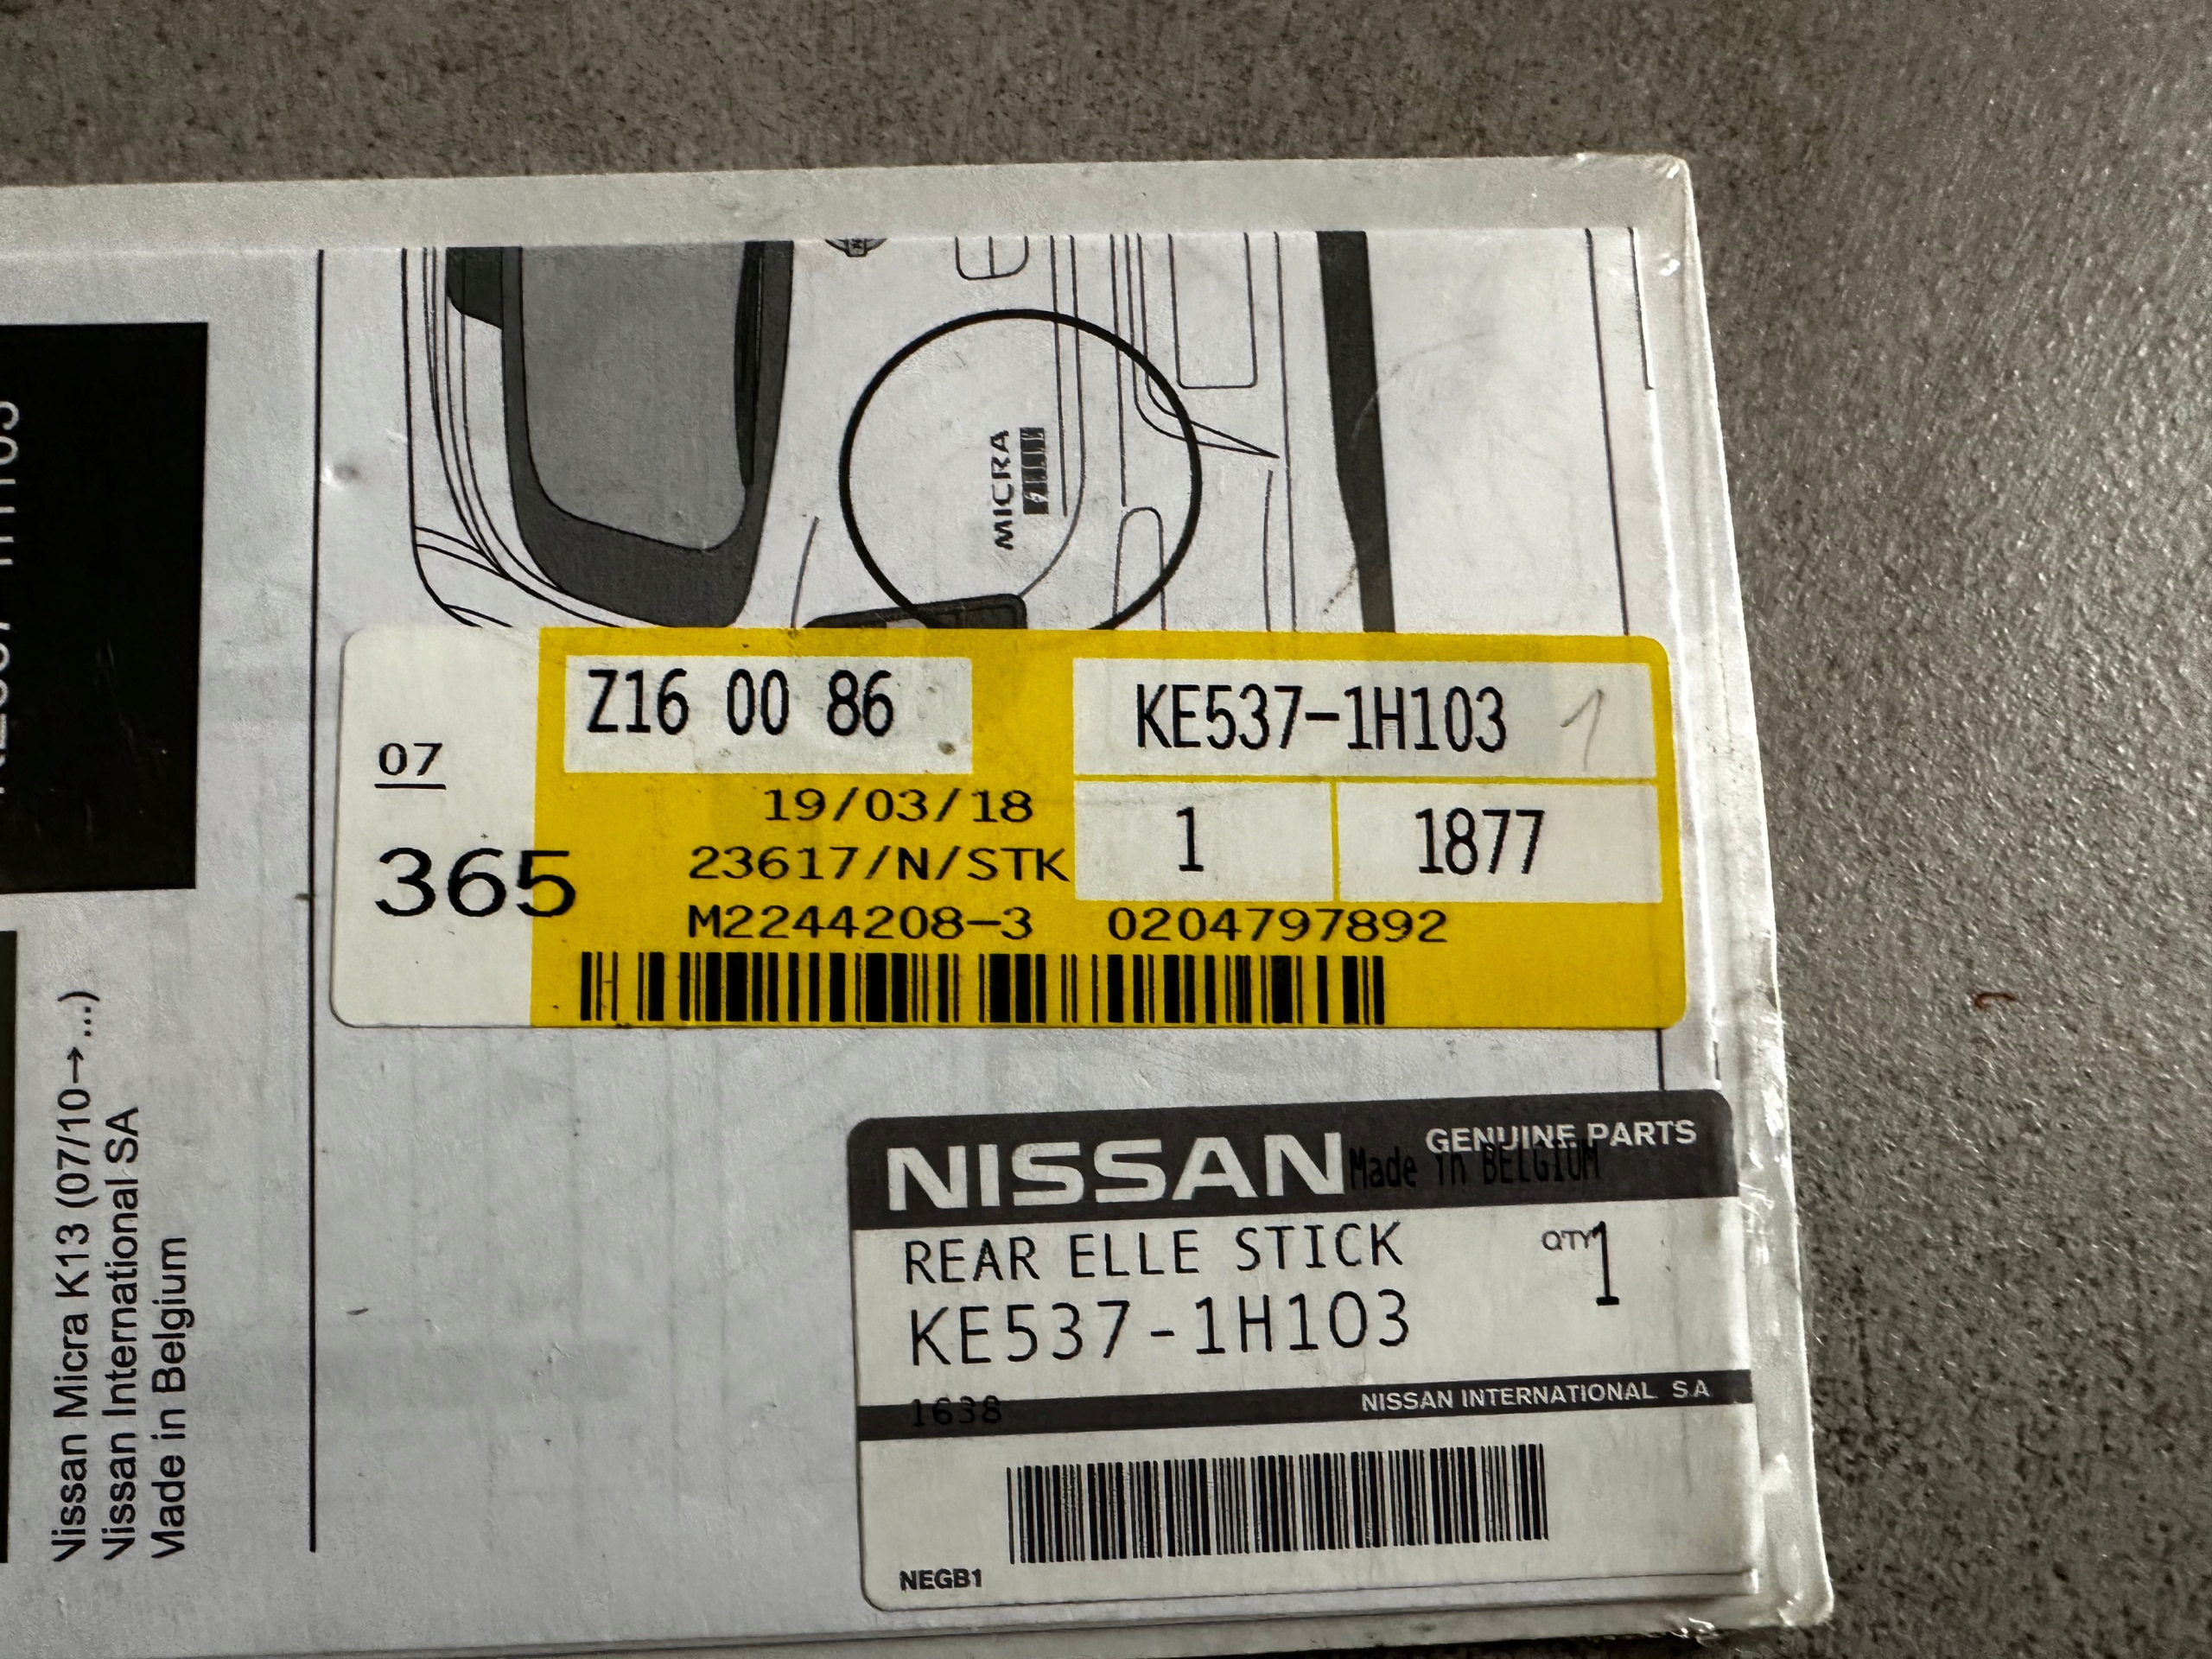 MICRA
Z16 00 86
KE537-1H103 1
07
365
19/03/18
23617/N/STK
1
1877
M2244208-3 0204797892
Nissan Micra K13 (07/10→...)
Nissan International SA
Made in Belgium
NISSAN
GENUINE PARTS
Made in BELGIUM
REAR ELLE STICK
QTY 1
KE537-1H103
1638
NISSAN INTERNATIONAL S.A
NEGB1